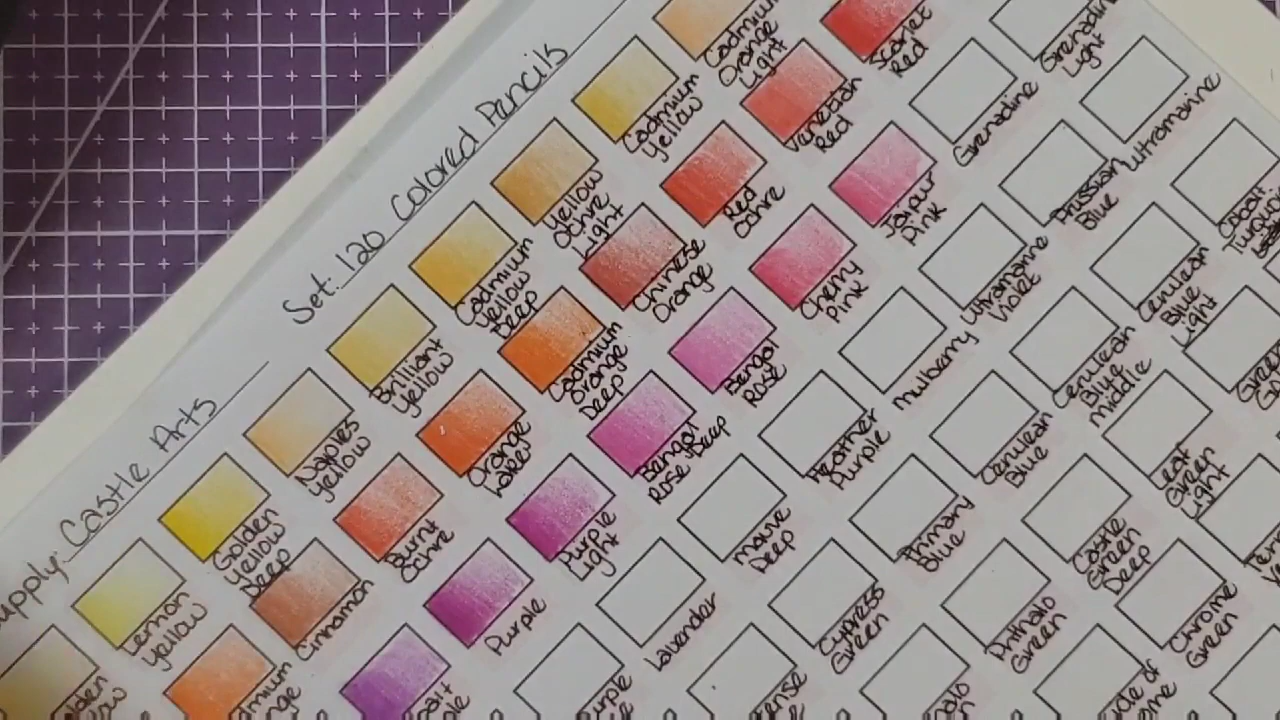 Supply: Castle Arts
Set: 120 Colored Pencils
Lemon
Yellow
Golden
Yellow
Deep
Naples
Yellow
Brilliant
Yellow
Cadmium
Yellow
Deep
Yellow
Ochre
Light
Cadmium
Yellow
Cadmium
Orange
Light
Cinnamon
Burnt
Ochre
Orange
Cadmium
Orange
Deep
Chinese
Orange
Red
Ochre
Venetian
Red
Scarlet
Red
Purple
Purple
Light
Bengal
Rose Deep
Bengal
Rose
Cherry
Pink
Pink
Grenadine
Light
Lavender
Mauve
Deep
Heather
Purple
Mulberry
Ultramarine
Violet
Prussian
Blue
Ultramarine
Cypress
Green
Primary
Blue
Cerulean
Blue
Cerulean
Blue
Middle
Cerulean
Blue
Light
Phthalo
Green
Castle
Green
Deep
Leaf
Green
Light
Chrome
Green